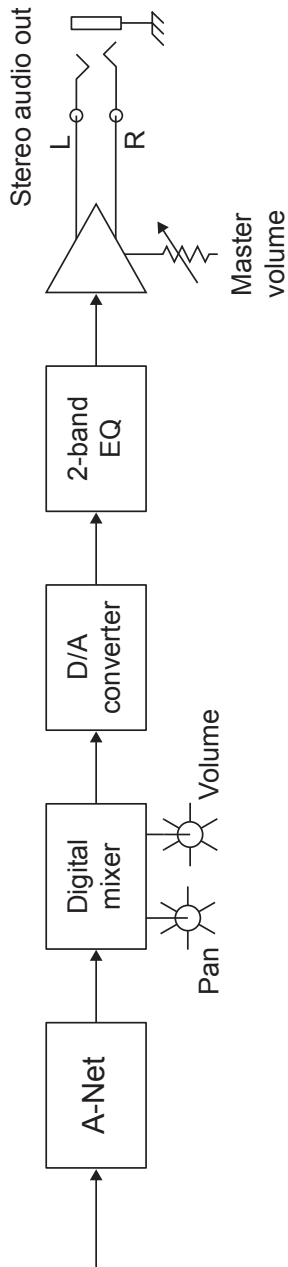 A-Net
Digital
mixer
Pan
Volume
D/A
converter
2-band
EQ
Master
volume
L
R
Stereo audio out